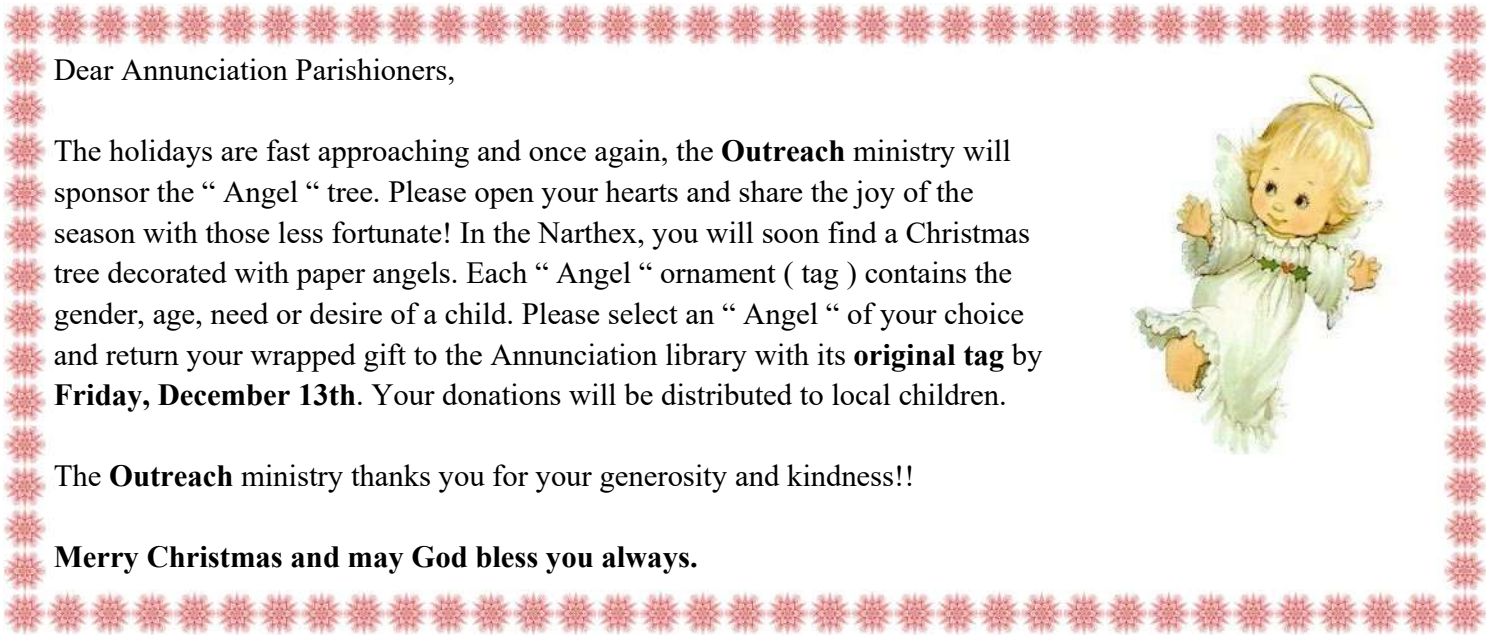 Dear Annunciation Parishioners,
The holidays are fast approaching and once again, the Outreach ministry will
sponsor the “ Angel “ tree. Please open your hearts and share the joy of the
season with those less fortunate! In the Narthex, you will soon find a Christmas
tree decorated with paper angels. Each “ Angel “ ornament ( tag ) contains the
gender, age, need or desire of a child. Please select an “ Angel “ of your choice
and return your wrapped gift to the Annunciation library with its original tag by
Friday, December 13th. Your donations will be distributed to local children.
The Outreach ministry thanks you for your generosity and kindness!!
Merry Christmas and may God bless you always.